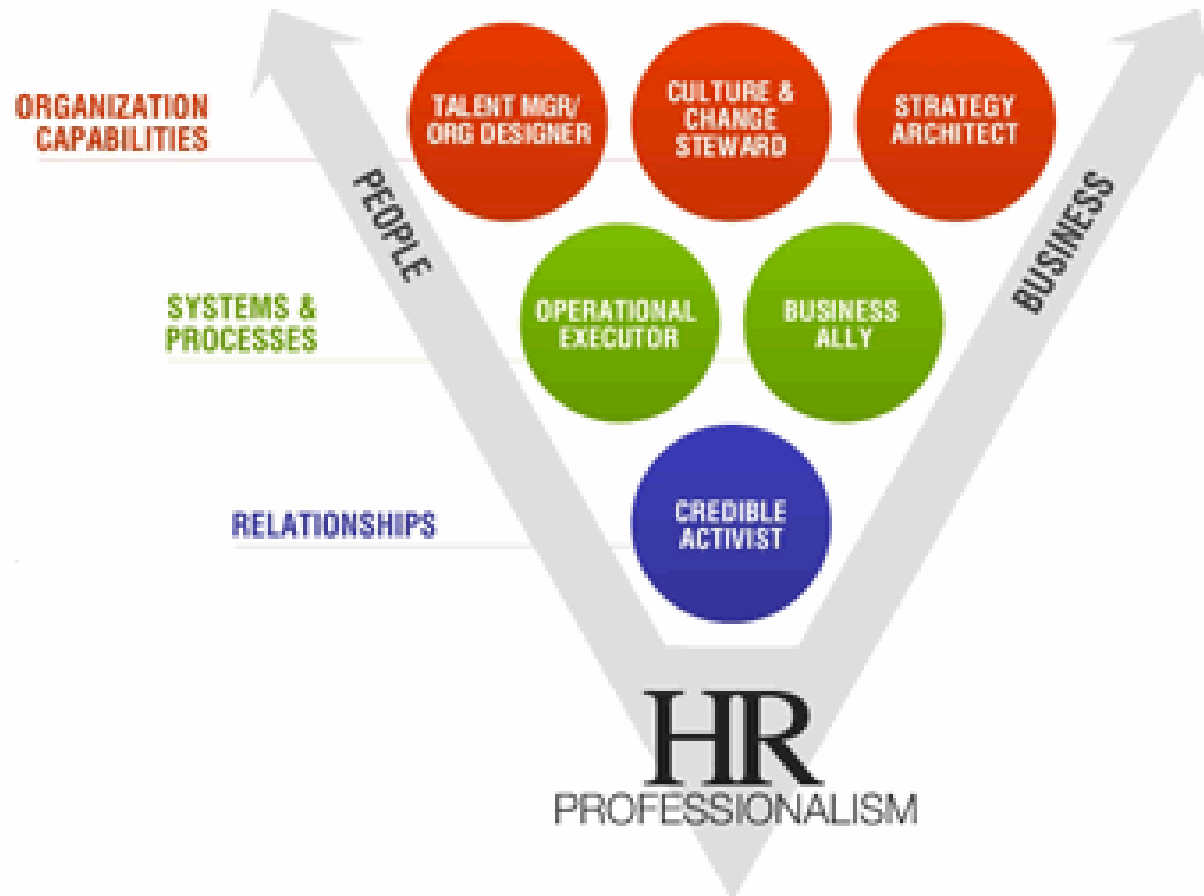 ORGANIZATION
CAPABILITIES
TALENT MGR/
ORG DESIGNER
CULTURE &
CHANGE
STEWARD
STRATEGY
ARCHITECT
PEOPLE
BUSINESS
SYSTEMS &
PROCESSES
OPERATIONAL
EXECUTOR
BUSINESS
ALLY
RELATIONSHIPS
CREDIBLE
ACTIVIST
HR
PROFESSIONALISM